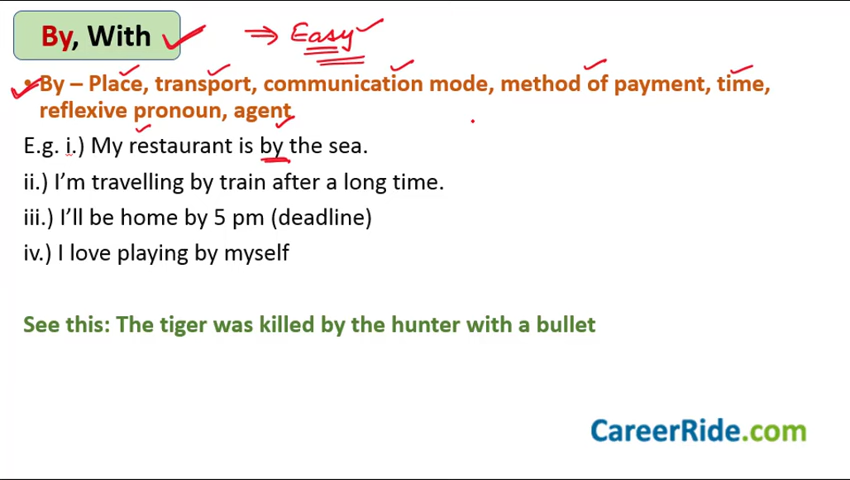 By, With ⇒ Easy
• By – Place, transport, communication mode, method of payment, time,
reflexive pronoun, agent
E.g. i.) My restaurant is by the sea.
ii.) I'm travelling by train after a long time.
iii.) I'll be home by 5 pm (deadline)
iv.) I love playing by myself
See this: The tiger was killed by the hunter with a bullet
CareerRide.com